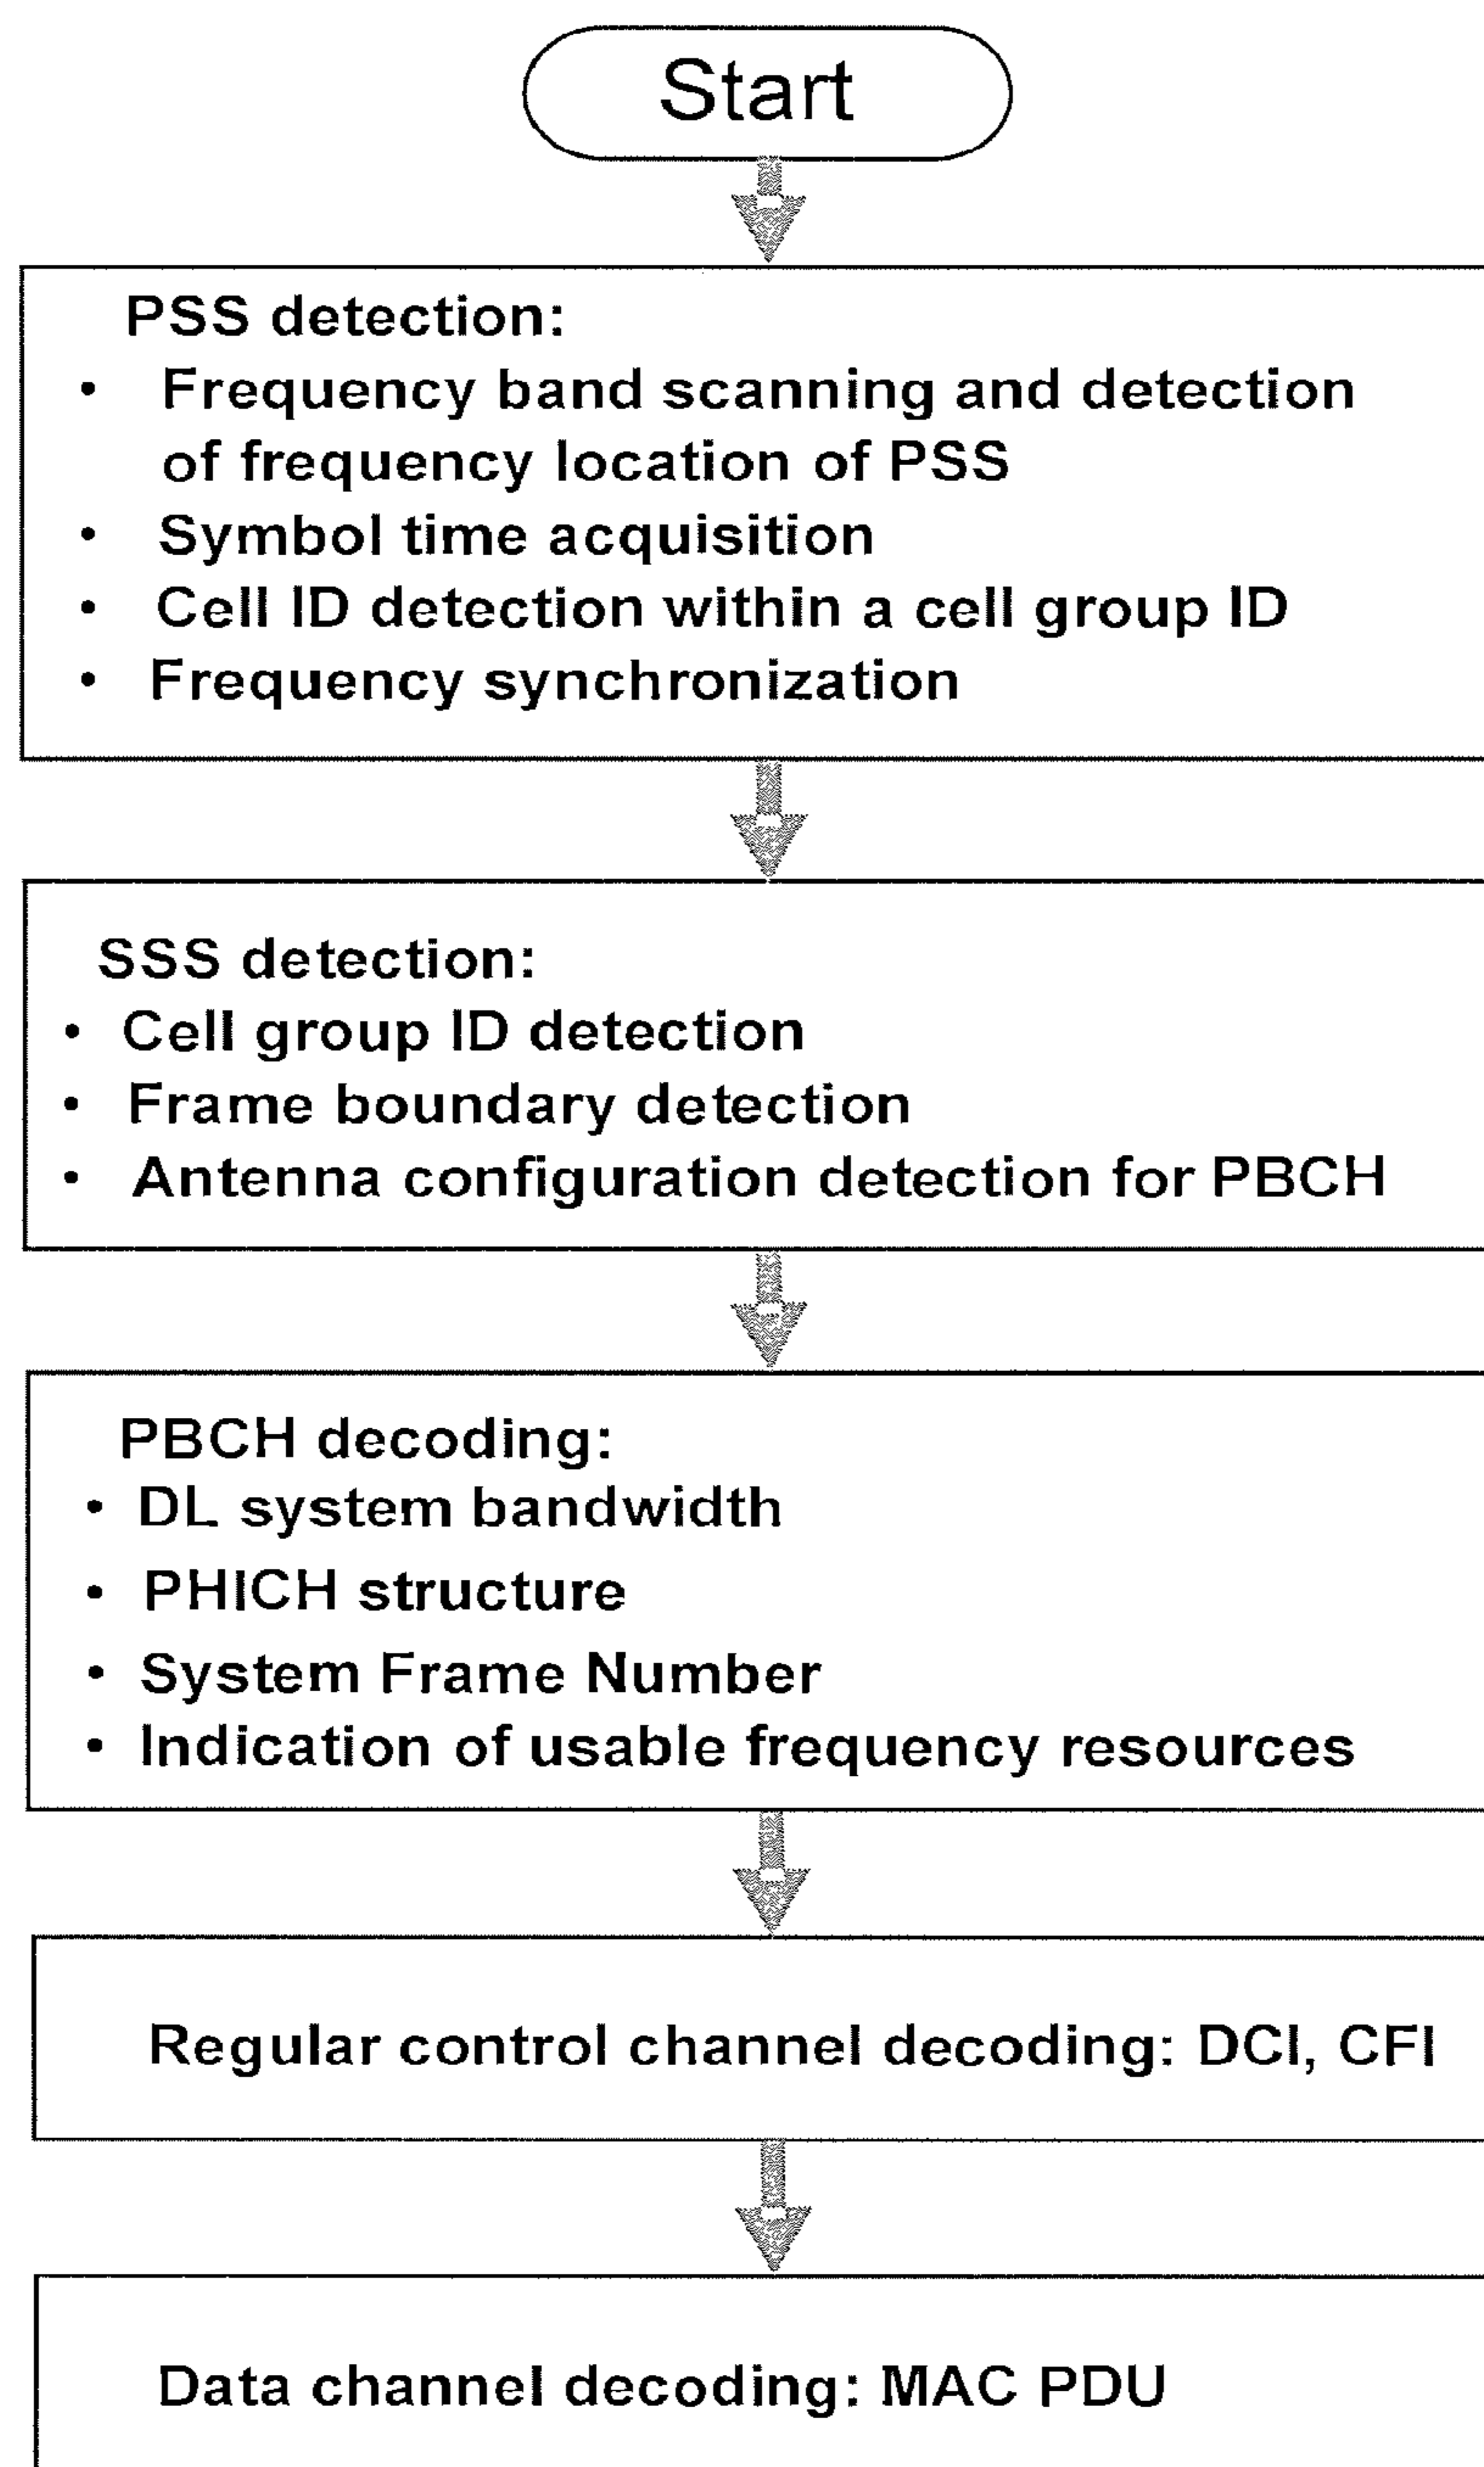 Start
PSS detection:
• Frequency band scanning and detection
of frequency location of PSS
• Symbol time acquisition
• Cell ID detection within a cell group ID
• Frequency synchronization
SSS detection:
• Cell group ID detection
• Frame boundary detection
• Antenna configuration detection for PBCH
PBCH decoding:
• DL system bandwidth
• PHICH structure
• System Frame Number
• Indication of usable frequency resources
Regular control channel decoding: DCI, CFI
Data channel decoding: MAC PDU